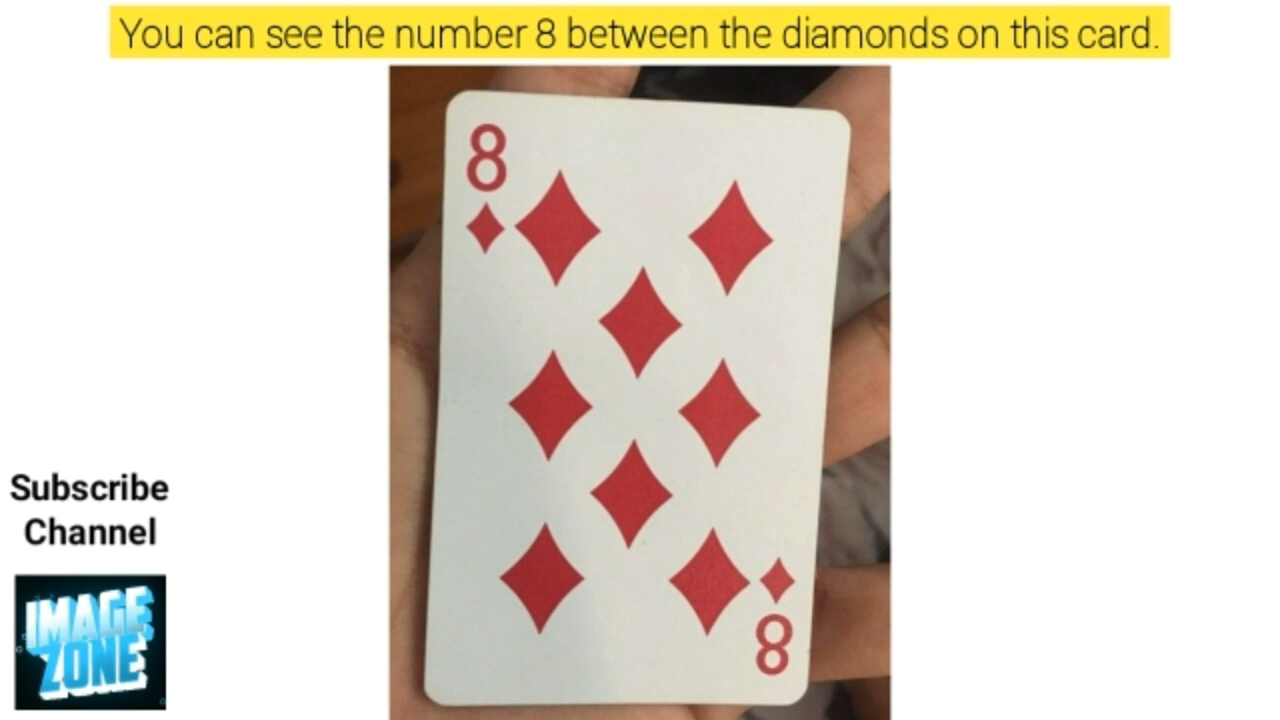 You can see the number 8 between the diamonds on this card.
8
8
Subscribe
Channel
IMAGE
ZONE